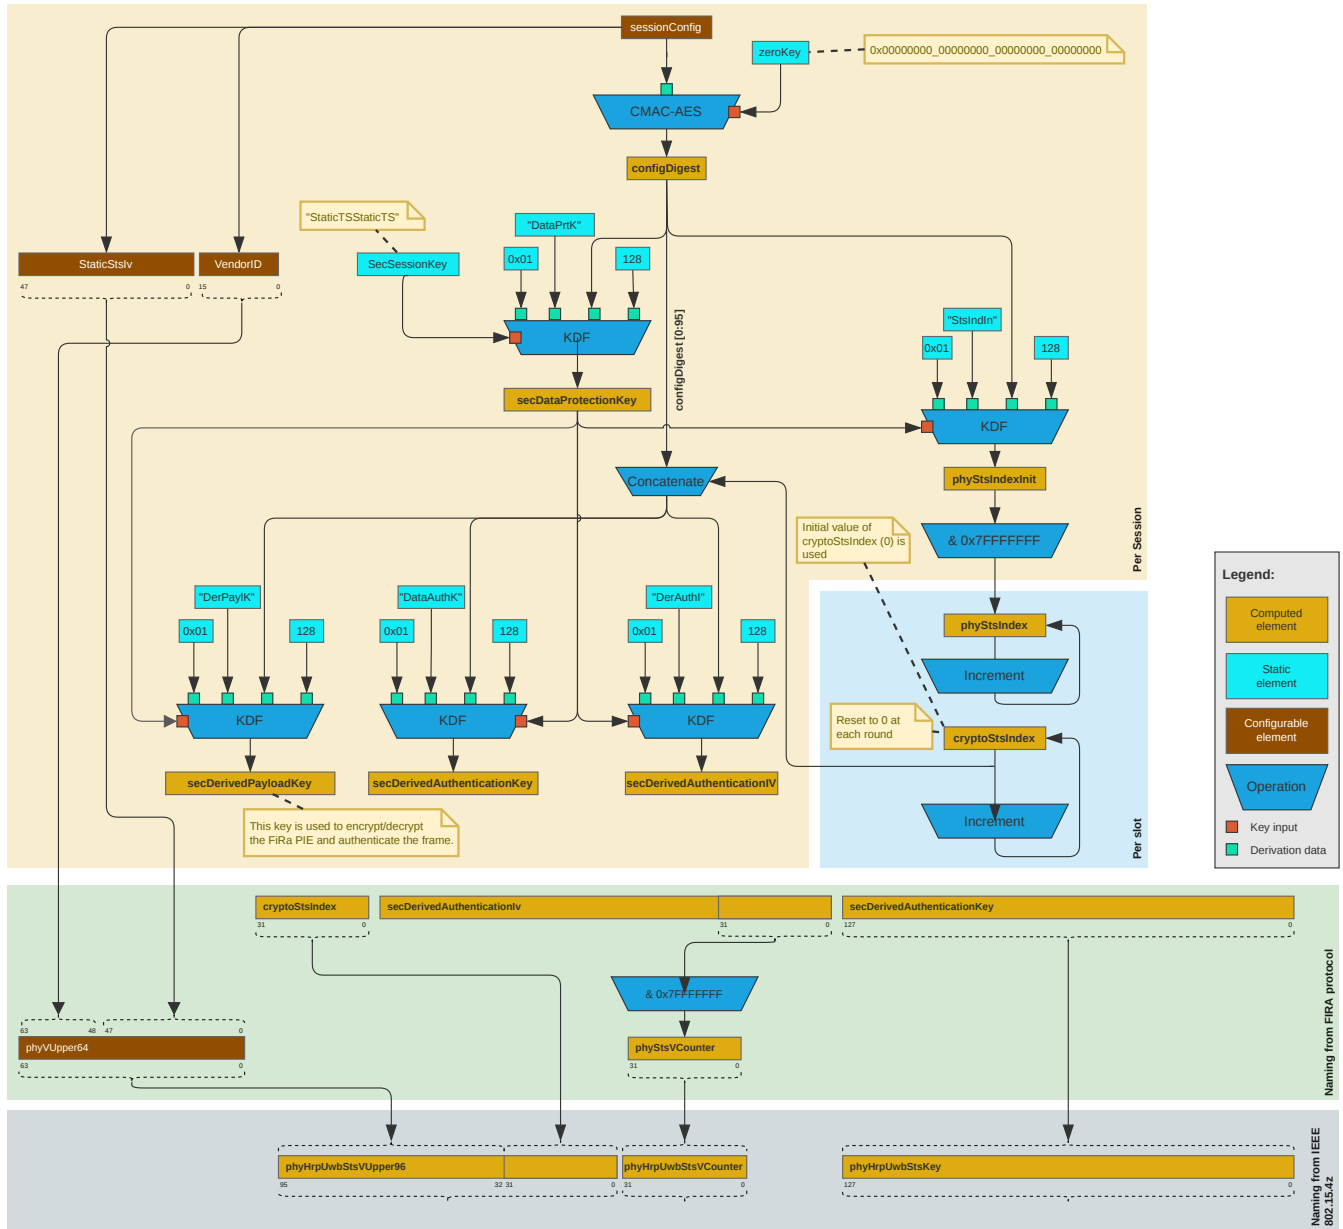 sessionConfig
zeroKey
0x00000000_00000000_00000000_00000000
CMAC-AES
configDigest
"StaticTSStaticTS"
"DataPrtK"
StaticStsIv
VendorID
SecSessionKey
0x01
128
47
0
15
0
"StsIndIn"
KDF
configDigest [0:95]
0x01
128
secDataProtectionKey
KDF
Concatenate
phyStsIndexInit
Initial value of
cryptoStsIndex (0) is
used
& 0x7FFFFFFF
Per Session
Legend:
"DerPaylK"
"DataAuthK"
"DerAuthI"
0x01
128
0x01
128
0x01
128
phyStsIndex
Computed
element
Increment
Static
element
KDF
KDF
KDF
Reset to 0 at
each round
cryptoStsIndex
Configurable
element
secDerivedPayloadKey
secDerivedAuthenticationKey
secDerivedAuthenticationIV
Operation
This key is used to encrypt/decrypt
the FiRa PIE and authenticate the frame.
Increment
Per slot
Key input
Derivation data
cryptoStsIndex
secDerivedAuthenticationIv
secDerivedAuthenticationKey
31
0
31
0
127
0
& 0x7FFFFFFF
Naming from FIRA protocol
63
48
47
0
phyVUpper64
phyStsVCounter
63
0
31
0
phyHrpUwbStsVUpper96
phyHrpUwbStsVCounter
phyHrpUwbStsKey
95
32
31
0
31
0
127
0
Naming from IEEE
802.15.4z